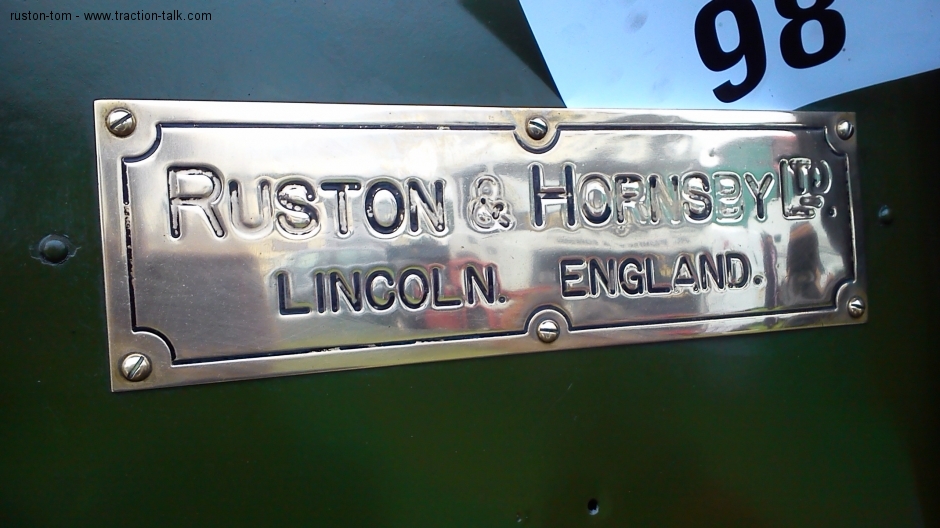 ruston-tom - www.traction-talk.com
98
RUSTON & HORNSBY LTD.
LINCOLN. ENGLAND.